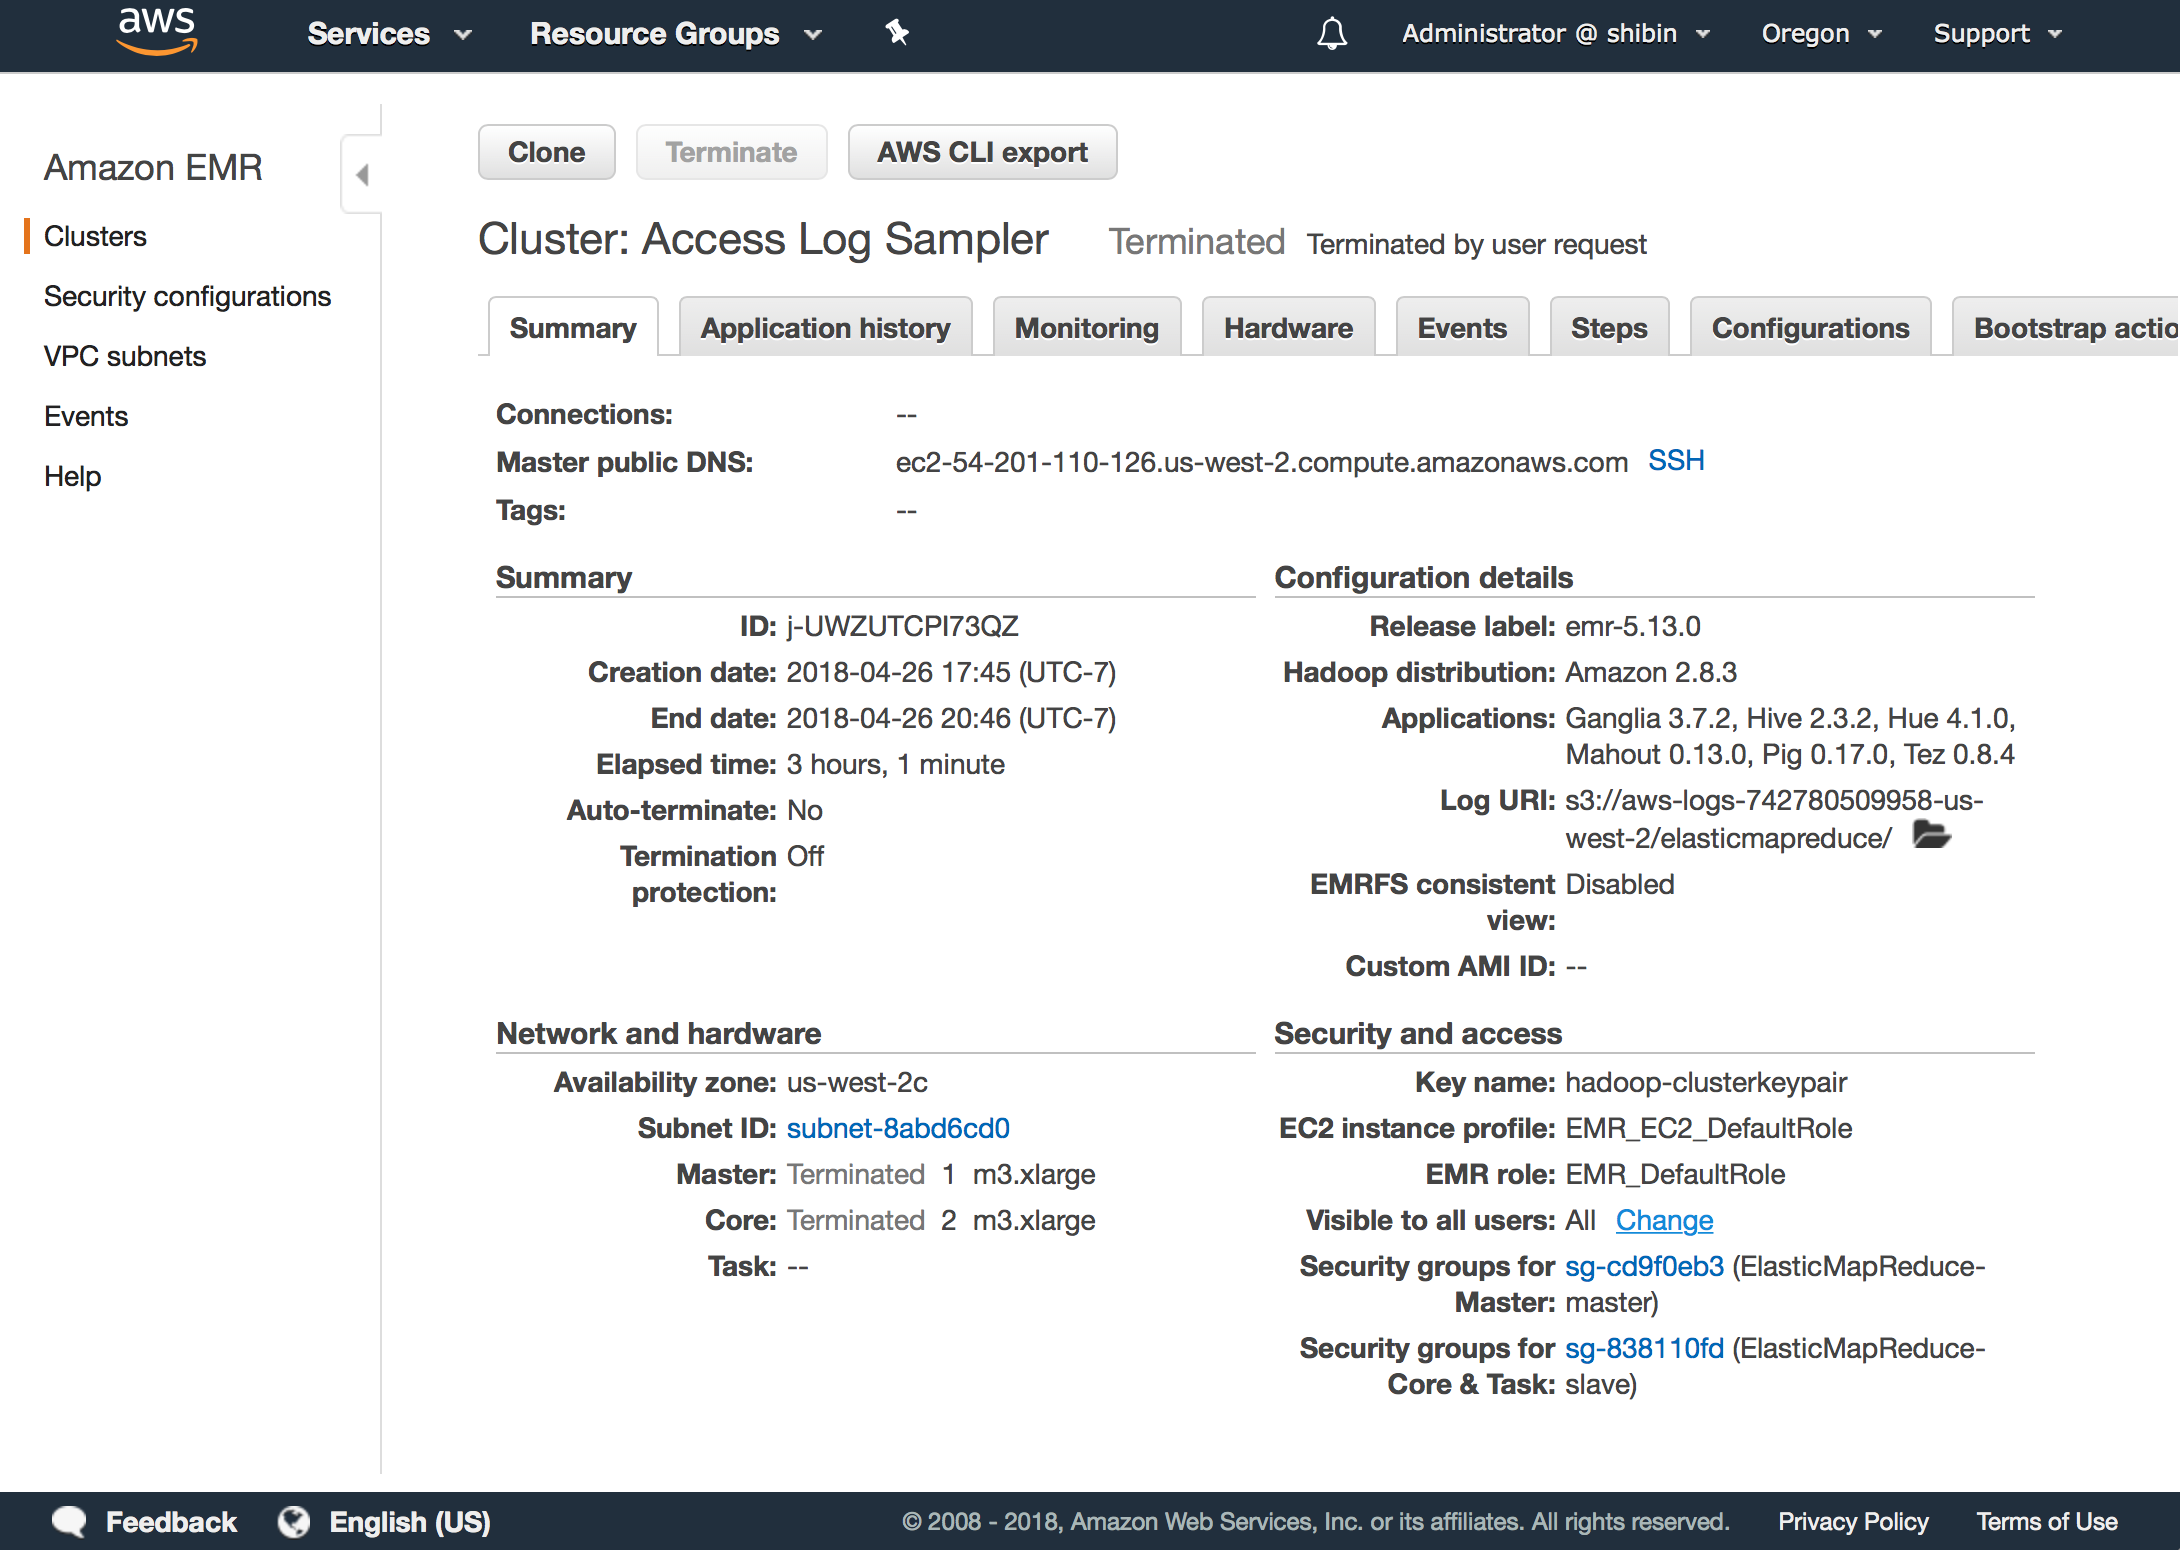 aws Services Resource Groups Administrator @ shibin Oregon Support
Amazon EMR
Clusters
Security configurations
VPC subnets
Events
Help
Clone Terminate AWS CLI export
Cluster: Access Log Sampler Terminated Terminated by user request
Summary Application history Monitoring Hardware Events Steps Configurations Bootstrap actio
Connections: --
Master public DNS: ec2-54-201-110-126.us-west-2.compute.amazonaws.com SSH
Tags: --
Summary
ID: j-UWZUTCPI73QZ
Creation date: 2018-04-26 17:45 (UTC-7)
End date: 2018-04-26 20:46 (UTC-7)
Elapsed time: 3 hours, 1 minute
Auto-terminate: No
Termination Off
protection:
Configuration details
Release label: emr-5.13.0
Hadoop distribution: Amazon 2.8.3
Applications: Ganglia 3.7.2, Hive 2.3.2, Hue 4.1.0,
Mahout 0.13.0, Pig 0.17.0, Tez 0.8.4
Log URI: s3://aws-logs-742780509958-us-
west-2/elasticmapreduce/
EMRFS consistent Disabled
view:
Custom AMI ID: --
Network and hardware
Availability zone: us-west-2c
Subnet ID: subnet-8abd6cd0
Master: Terminated 1 m3.xlarge
Core: Terminated 2 m3.xlarge
Task: --
Security and access
Key name: hadoop-clusterkeypair
EC2 instance profile: EMR_EC2_DefaultRole
EMR role: EMR_DefaultRole
Visible to all users: All Change
Security groups for sg-cd9f0eb3 (ElasticMapReduce-
Master: master)
Security groups for sg-838110fd (ElasticMapReduce-
Core & Task: slave)
Feedback English (US) © 2008 - 2018, Amazon Web Services, Inc. or its affiliates. All rights reserved. Privacy Policy Terms of Use